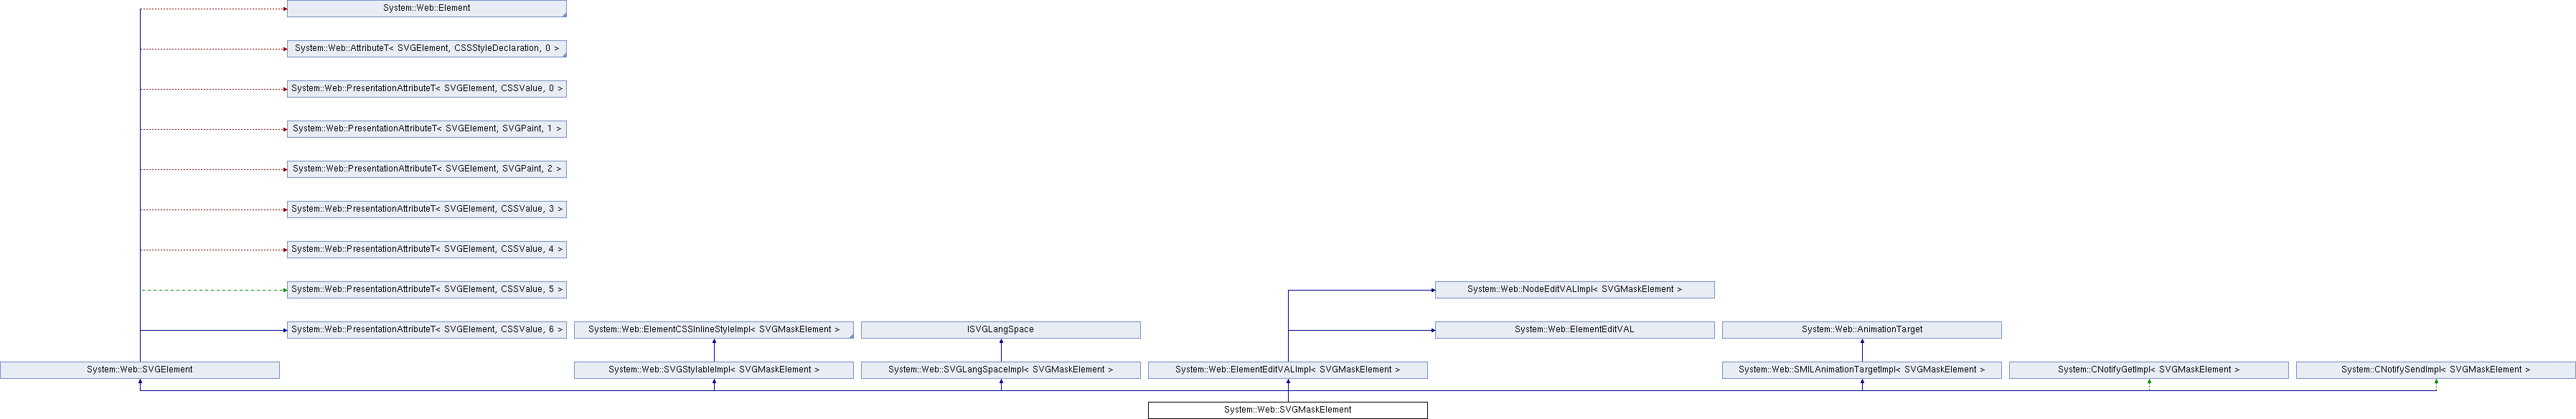 System::Web::Element
System::Web::AttributeT< SVGElement, CSSStyleDeclaration, 0 >
System::Web::PresentationAttributeT< SVGElement, CSSValue, 0 >
System::Web::PresentationAttributeT< SVGElement, SVGPaint, 1 >
System::Web::PresentationAttributeT< SVGElement, SVGPaint, 2 >
System::Web::PresentationAttributeT< SVGElement, CSSValue, 3 >
System::Web::PresentationAttributeT< SVGElement, CSSValue, 4 >
System::Web::PresentationAttributeT< SVGElement, CSSValue, 5 >
System::Web::NodeEditVALImpl< SVGMaskElement >
System::Web::PresentationAttributeT< SVGElement, CSSValue, 6 >
System::Web::ElementCSSInlineStyleImpl< SVGMaskElement >
ISVGLangSpace
System::Web::ElementEditVAL
System::Web::AnimationTarget
System::Web::SVGElement
System::Web::SVGStylableImpl< SVGMaskElement >
System::Web::SVGLangSpaceImpl< SVGMaskElement >
System::Web::ElementEditVALImpl< SVGMaskElement >
System::Web::SMILAnimationTargetImpl< SVGMaskElement >
System::CNotifyGetImpl< SVGMaskElement >
System::CNotifySendImpl< SVGMaskElement >
System::Web::SVGMaskElement